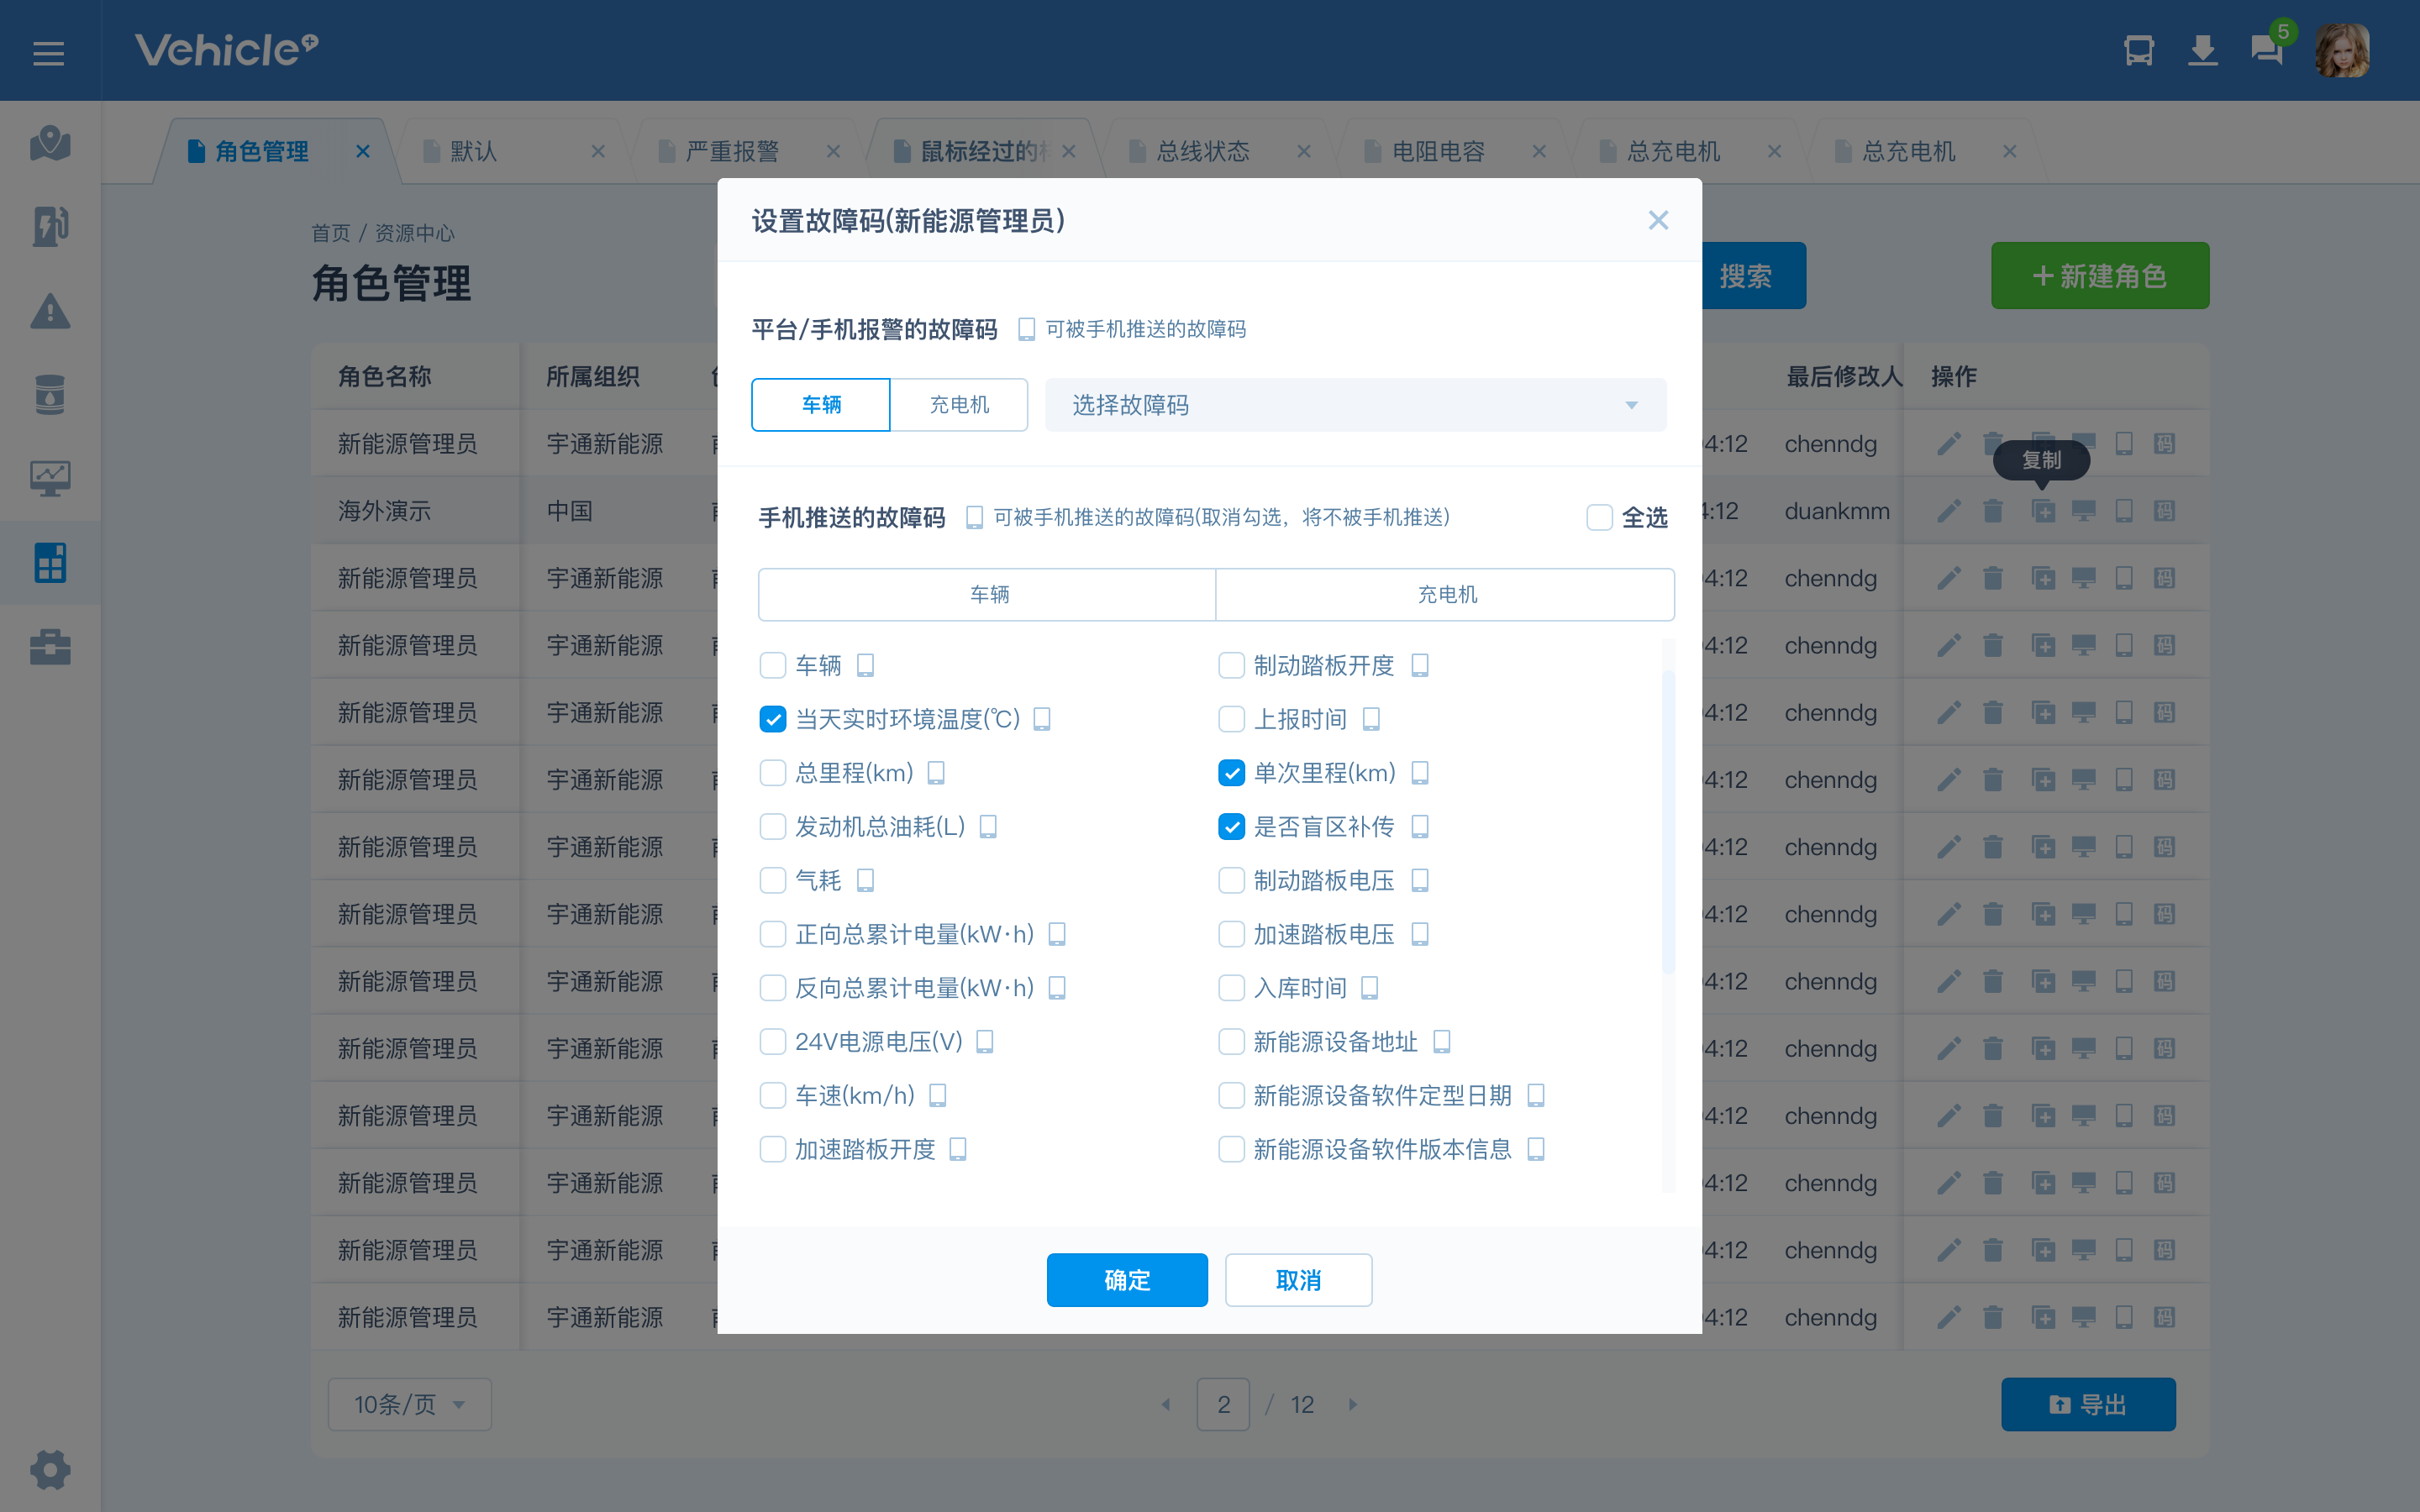 Vehicle+
5
角色管理
默认
严重报警
鼠标经过的
总线状态
电阻电容
总充电机
总充电机
首页 / 资源中心
角色管理
搜索
+新建角色
设置故障码(新能源管理员)
平台/手机报警的故障码 可被手机推送的故障码
车辆 充电机 选择故障码
手机推送的故障码 可被手机推送的故障码(取消勾选，将不被手机推送) 全选
车辆 充电机
车辆 制动踏板开度
当天实时环境温度(℃) 上报时间
总里程(km) 单次里程(km)
发动机总油耗(L) 是否盲区补传
气耗 制动踏板电压
正向总累计电量(kW·h) 加速踏板电压
反向总累计电量(kW·h) 入库时间
24V电源电压(V) 新能源设备地址
车速(km/h) 新能源设备软件定型日期
加速踏板开度 新能源设备软件版本信息
确定 取消
角色名称 所属组织 最后修改人 操作
新能源管理员 宇通新能源 4:12 chenndg 码
复制
海外演示 中国 4:12 duankmm 码
新能源管理员 宇通新能源 4:12 chenndg 码
新能源管理员 宇通新能源 4:12 chenndg 码
新能源管理员 宇通新能源 4:12 chenndg 码
新能源管理员 宇通新能源 4:12 chenndg 码
新能源管理员 宇通新能源 4:12 chenndg 码
新能源管理员 宇通新能源 4:12 chenndg 码
新能源管理员 宇通新能源 4:12 chenndg 码
新能源管理员 宇通新能源 4:12 chenndg 码
新能源管理员 宇通新能源 4:12 chenndg 码
新能源管理员 宇通新能源 4:12 chenndg 码
新能源管理员 宇通新能源 4:12 chenndg 码
新能源管理员 宇通新能源 4:12 chenndg 码
10条/页
2 / 12
导出